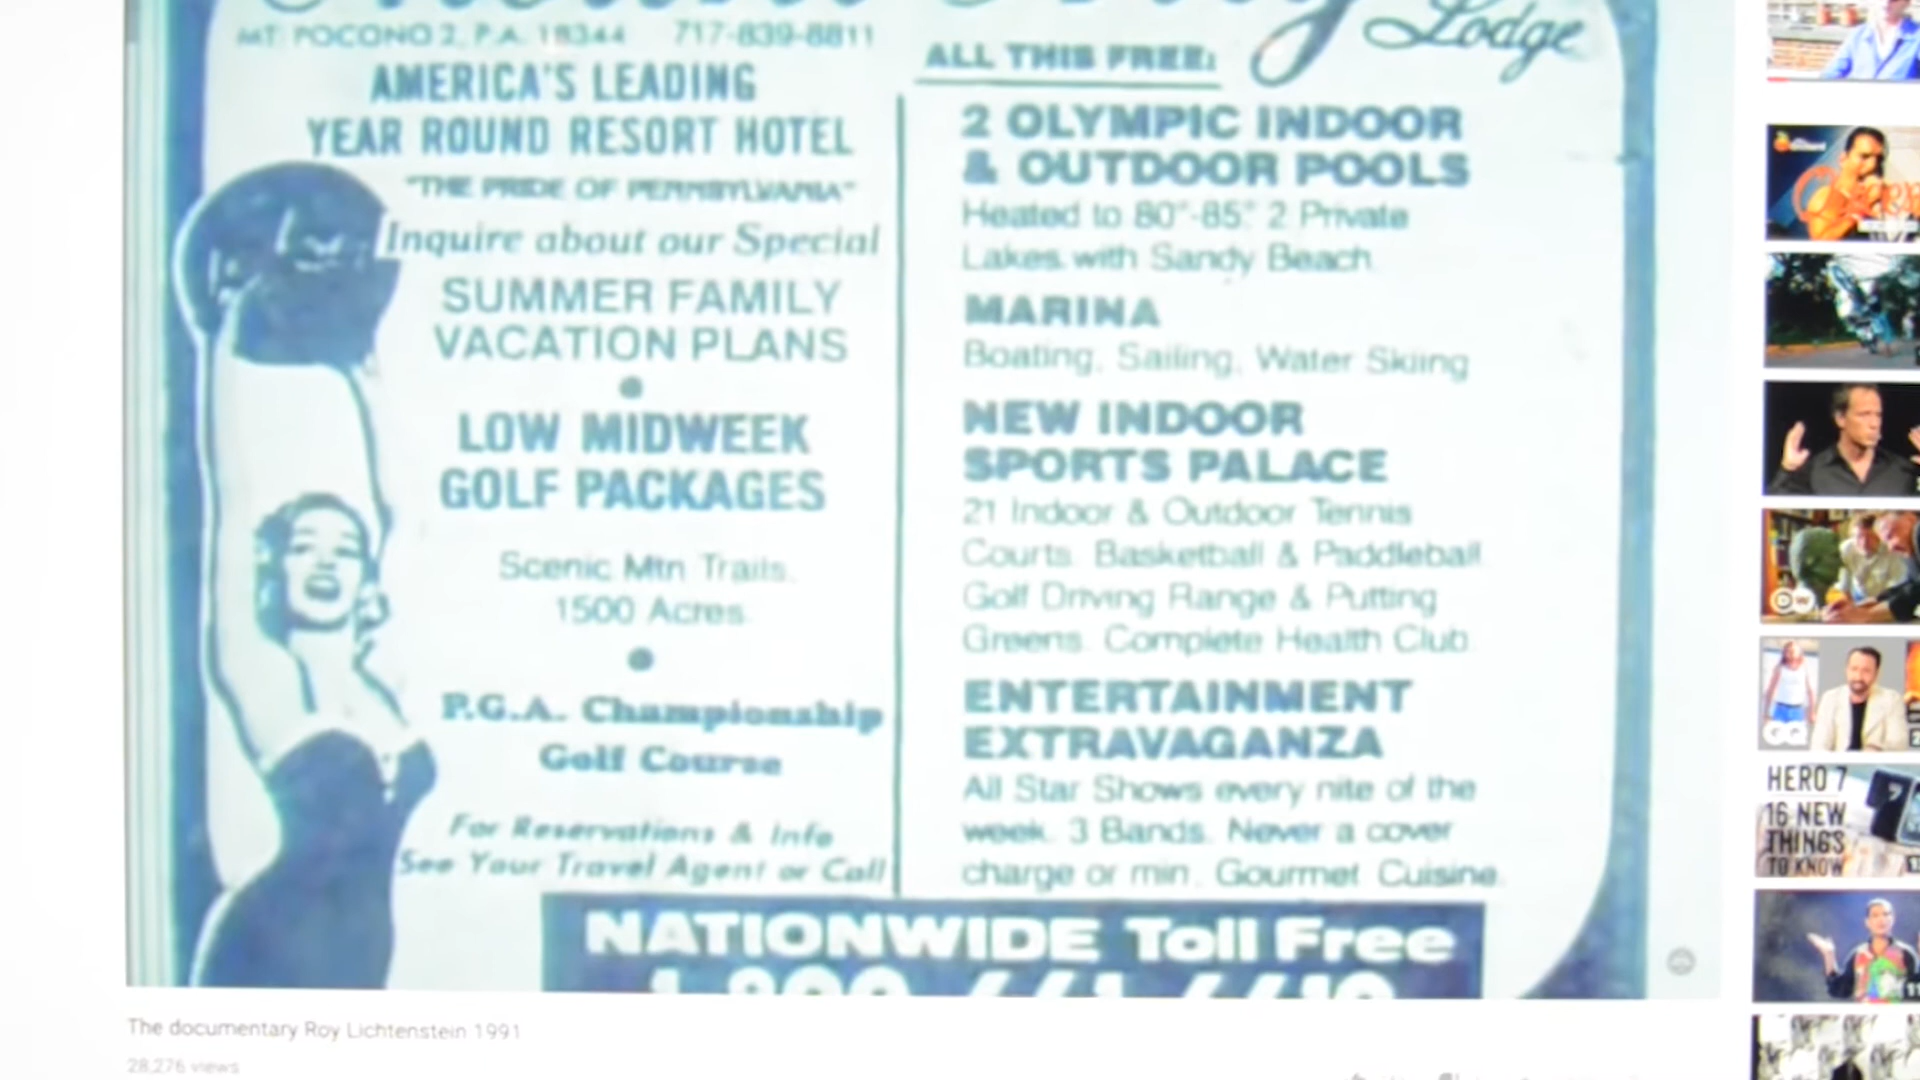 Lodge
MT. POCONO 2, P.A. 18344 717-839-8811
AMERICA'S LEADING
YEAR ROUND RESORT HOTEL
"THE PRIDE OF PENNSYLVANIA"
Inquire about our Special
SUMMER FAMILY
VACATION PLANS
LOW MIDWEEK
GOLF PACKAGES
Scenic Mtn Trails.
1500 Acres.
P.G.A. Championship
Golf Course
For Reservations & Info
See Your Travel Agent or Call
ALL THIS FREE:
2 OLYMPIC INDOOR
& OUTDOOR POOLS
Heated to 80°-85°. 2 Private
Lakes with Sandy Beach.
MARINA
Boating, Sailing, Water Skiing
NEW INDOOR
SPORTS PALACE
21 Indoor & Outdoor Tennis
Courts. Basketball & Paddleball.
Golf Driving Range & Putting
Greens. Complete Health Club.
ENTERTAINMENT
EXTRAVAGANZA
All Star Shows every nite of the
week. 3 Bands. Never a cover
charge or min. Gourmet Cuisine.
NATIONWIDE Toll Free
The documentary Roy Lichtenstein 1991
28,276 views
DW
GQ
HERO 7
16 NEW
THINGS
TO KNOW